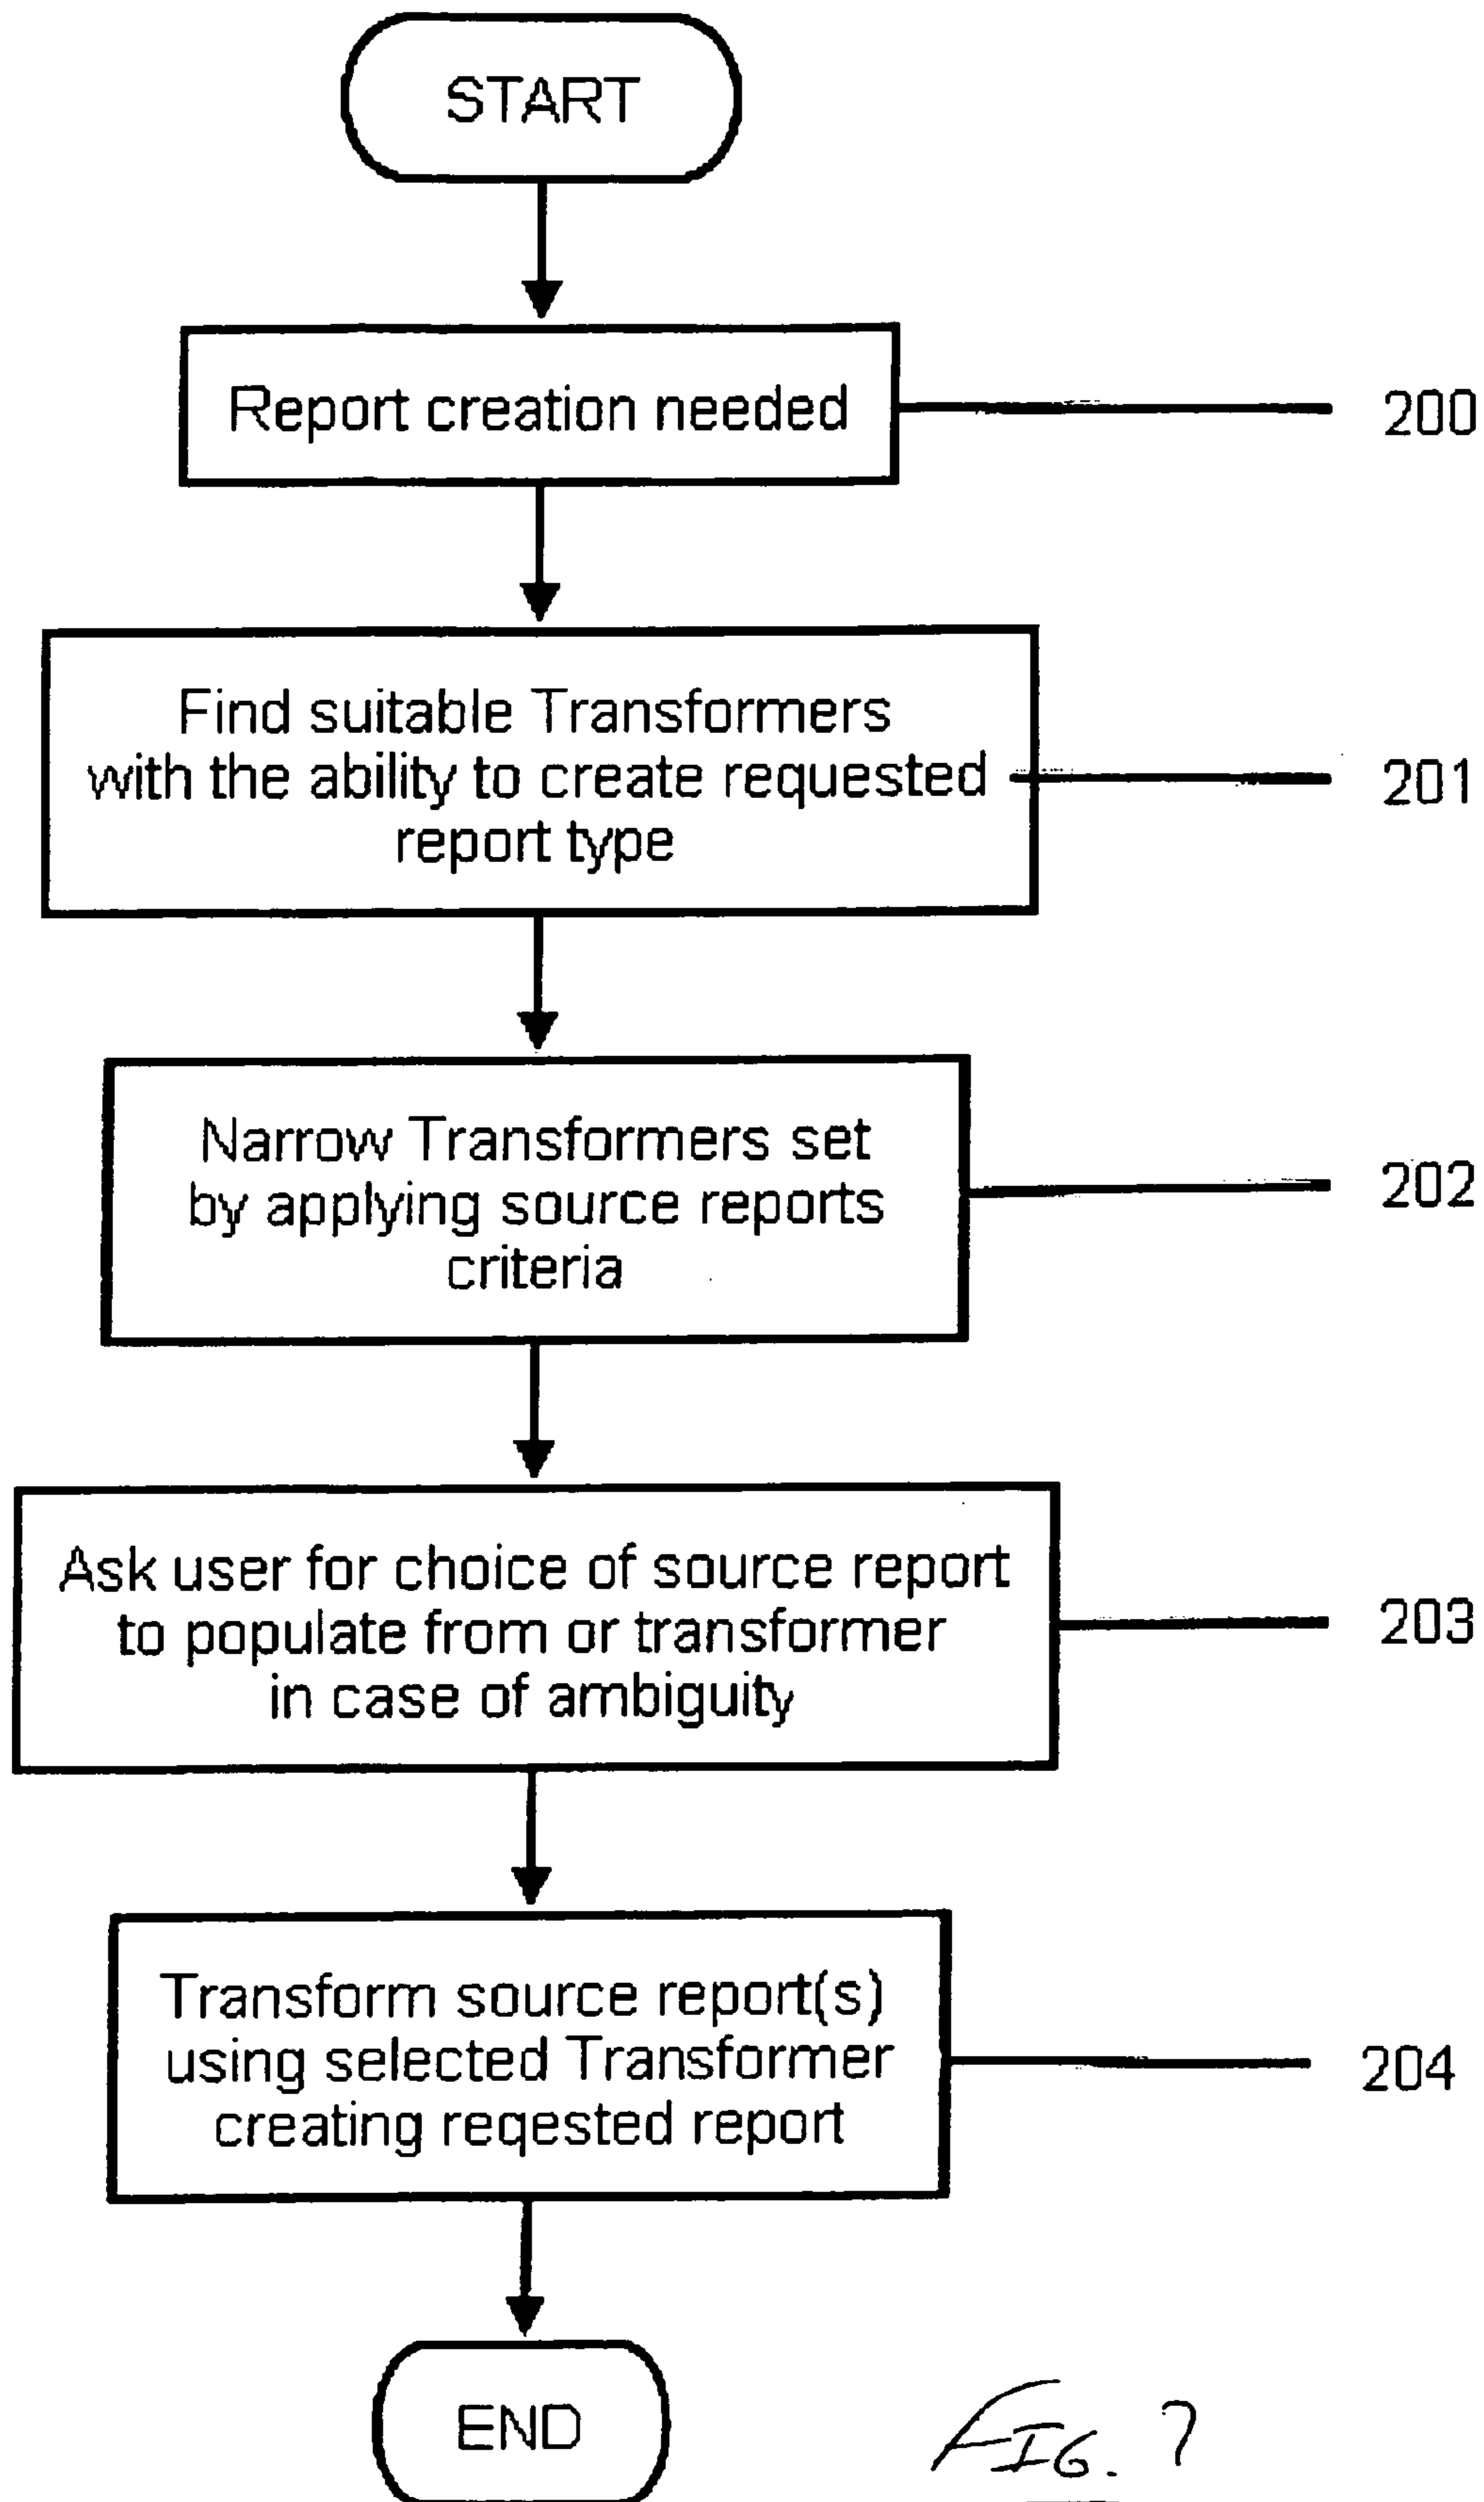 START
Report creation needed
200
Find suitable Transformers
with the ability to create requested
report type
201
Narrow Transformers set
by applying source reports
criteria
202
Ask user for choice of source report
to populate from or transformer
in case of ambiguity
203
Transform source report(s)
using selected Transformer
creating reqested report
204
END
FIG. 7